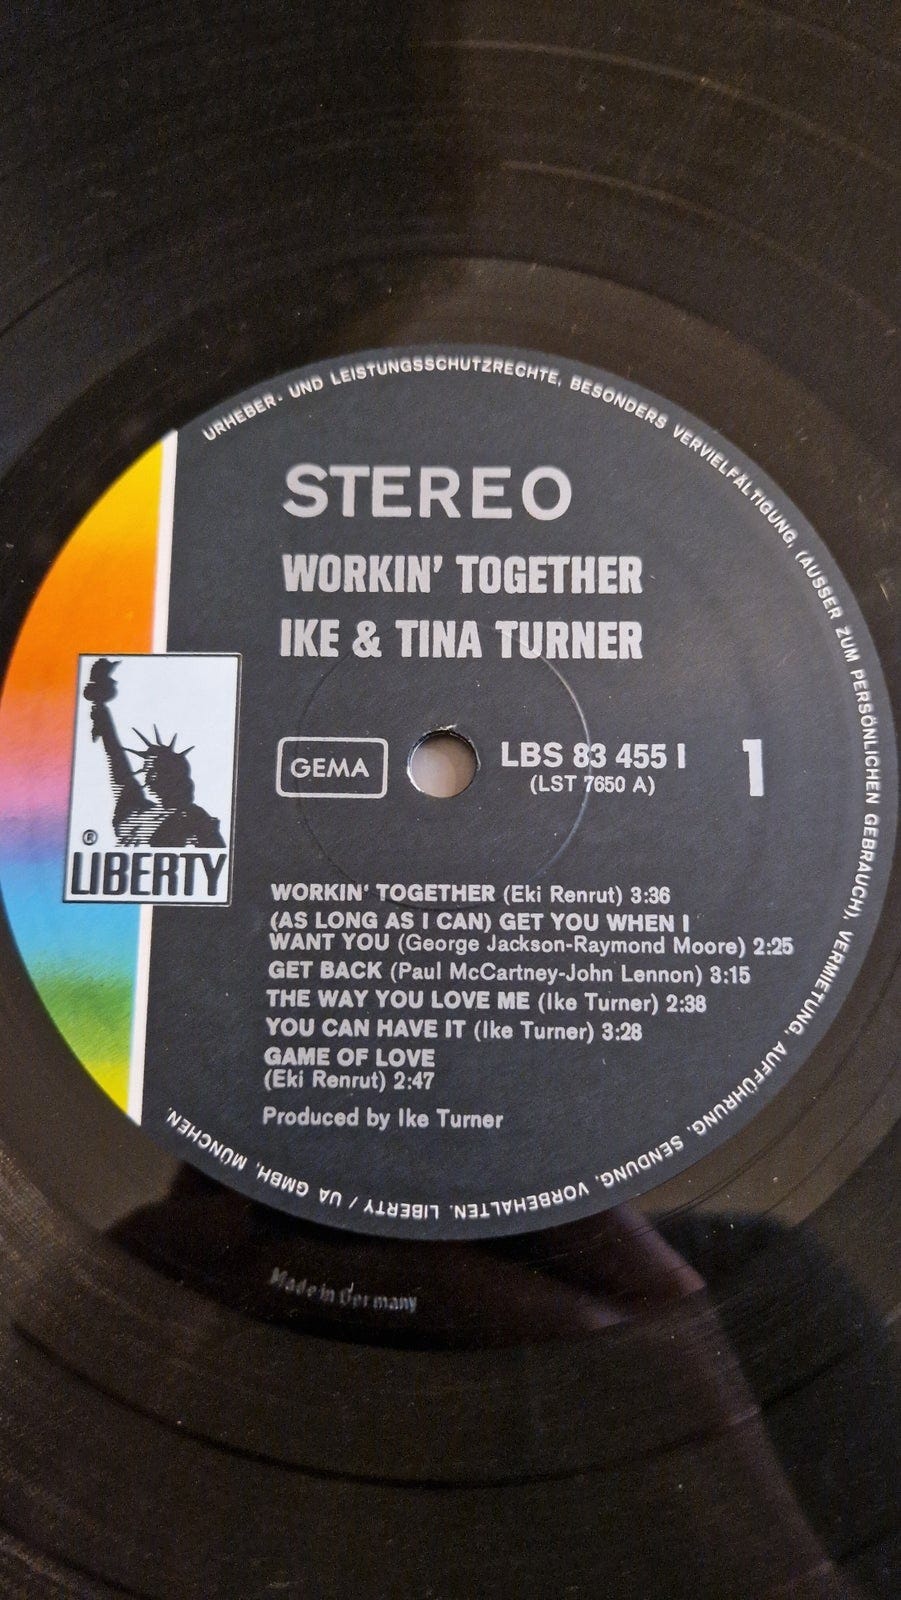 URHEBER- UND LEISTUNGSSCHUTZRECHTE, BESONDERS VERVIELFÄLTIGUNG, (AUSSER ZUM PERSÖNLICHEN GEBRAUCH), VERMIETUNG, AUFFÜHRUNG, SENDUNG, VORBEHALTEN. LIBERTY / UA GMBH, MÜNCHEN.
STEREO
WORKIN' TOGETHER
IKE & TINA TURNER
GEMA
LBS 83 455 I 1
(LST 7650 A)
® LIBERTY
WORKIN' TOGETHER (Eki Renrut) 3:36
(AS LONG AS I CAN) GET YOU WHEN I
WANT YOU (George Jackson-Raymond Moore) 2:25
GET BACK (Paul McCartney-John Lennon) 3:15
THE WAY YOU LOVE ME (Ike Turner) 2:38
YOU CAN HAVE IT (Ike Turner) 3:28
GAME OF LOVE
(Eki Renrut) 2:47
Produced by Ike Turner
Made in Germany